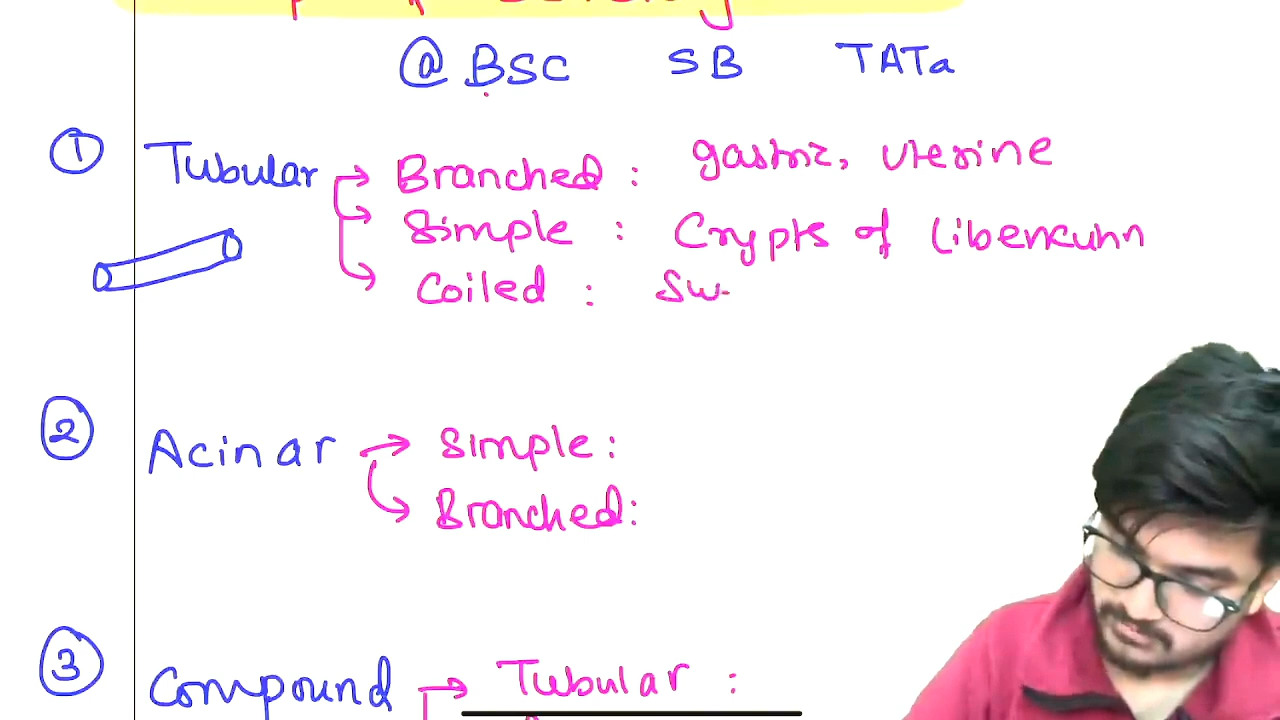 @ BSC SB TATa
① Tubular → Branched : gastric, uterine
→ Simple : Crypts of Liberkuhn
→ Coiled : Sw
② Acinar → Simple :
→ Branched:
③ Compound → Tubular :